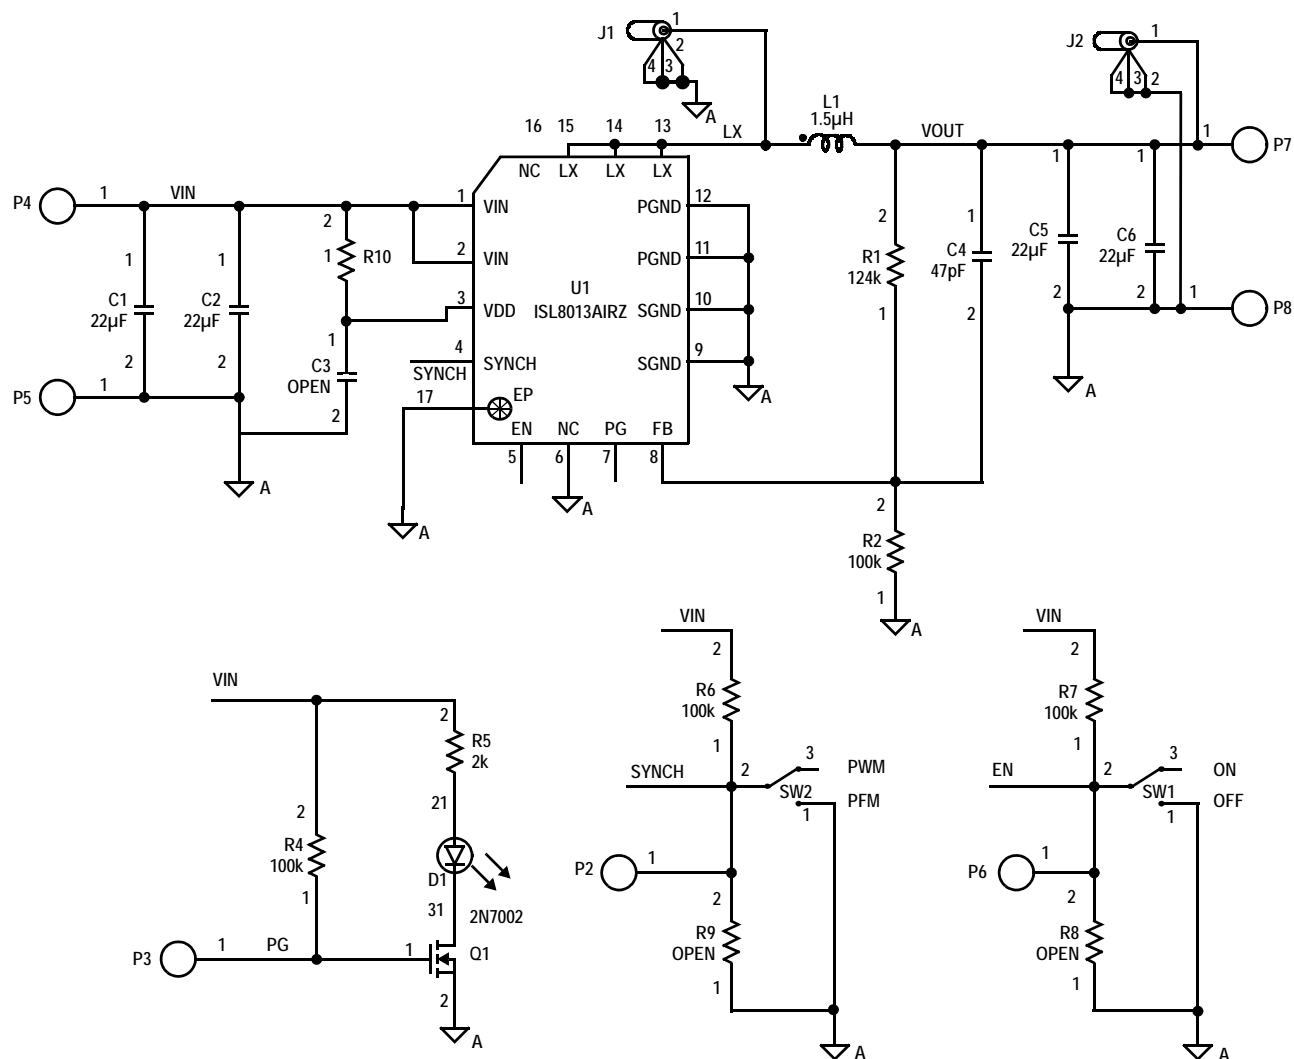 J1
1
2
4
3
A
J2
1
4
3
2
L1
1.5µH
16
15
14
13
LX
VOUT
1
P7
NC
LX
LX
LX
P4
1
VIN
1
VIN
PGND
12
2
VIN
PGND
11
2
1
R10
3
VDD
U1
ISL8013AIRZ
SGND
10
4
SYNCH
SYNCH
SGND
9
A
17
EP
EN
NC
PG
FB
5
6
7
8
A
A
1
C1
22µF
2
1
C2
22µF
2
1
C3
OPEN
2
P5
1
A
2
R1
124k
1
1
C4
47pF
2
1
C5
22µF
2
1
C6
22µF
2
1
P8
A
2
R2
100k
1
A
VIN
2
R5
2k
21
2
R4
100k
1
D1
31
2N7002
P3
1
PG
1
Q1
2
A
VIN
2
R6
100k
1
SYNCH
2
3
PWM
SW2
PFM
1
P2
1
2
R9
OPEN
1
A
VIN
2
R7
100k
1
EN
2
3
ON
SW1
OFF
1
P6
1
2
R8
OPEN
1
A